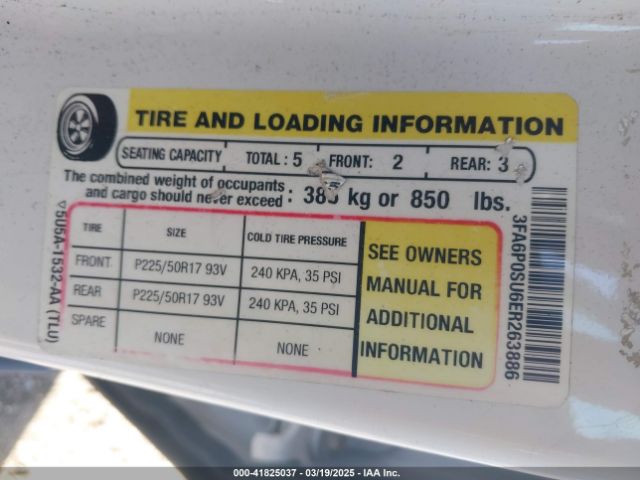 TIRE AND LOADING INFORMATION
SEATING CAPACITY TOTAL : 5 FRONT: 2 REAR: 3
The combined weight of occupants
and cargo should never exceed : 385 kg or 850 lbs.
TIRE SIZE COLD TIRE PRESSURE
FRONT P225/50R17 93V 240 KPA, 35 PSI
REAR P225/50R17 93V 240 KPA, 35 PSI
SPARE NONE NONE
SEE OWNERS
MANUAL FOR
ADDITIONAL
INFORMATION
505A-1532-AA (TLU)
3FA6P0SU6ER263886
000-41825037 - 03/19/2025 - IAA Inc.